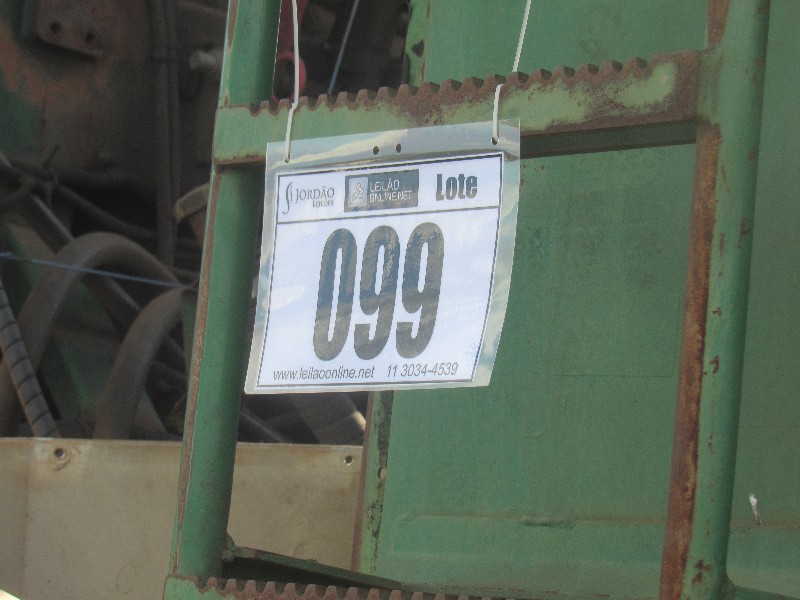 JORDÃO LEILÕES
LEILÃO ONLINE.NET
Lote
099
www.leilaoonline.net 11 3034-4539